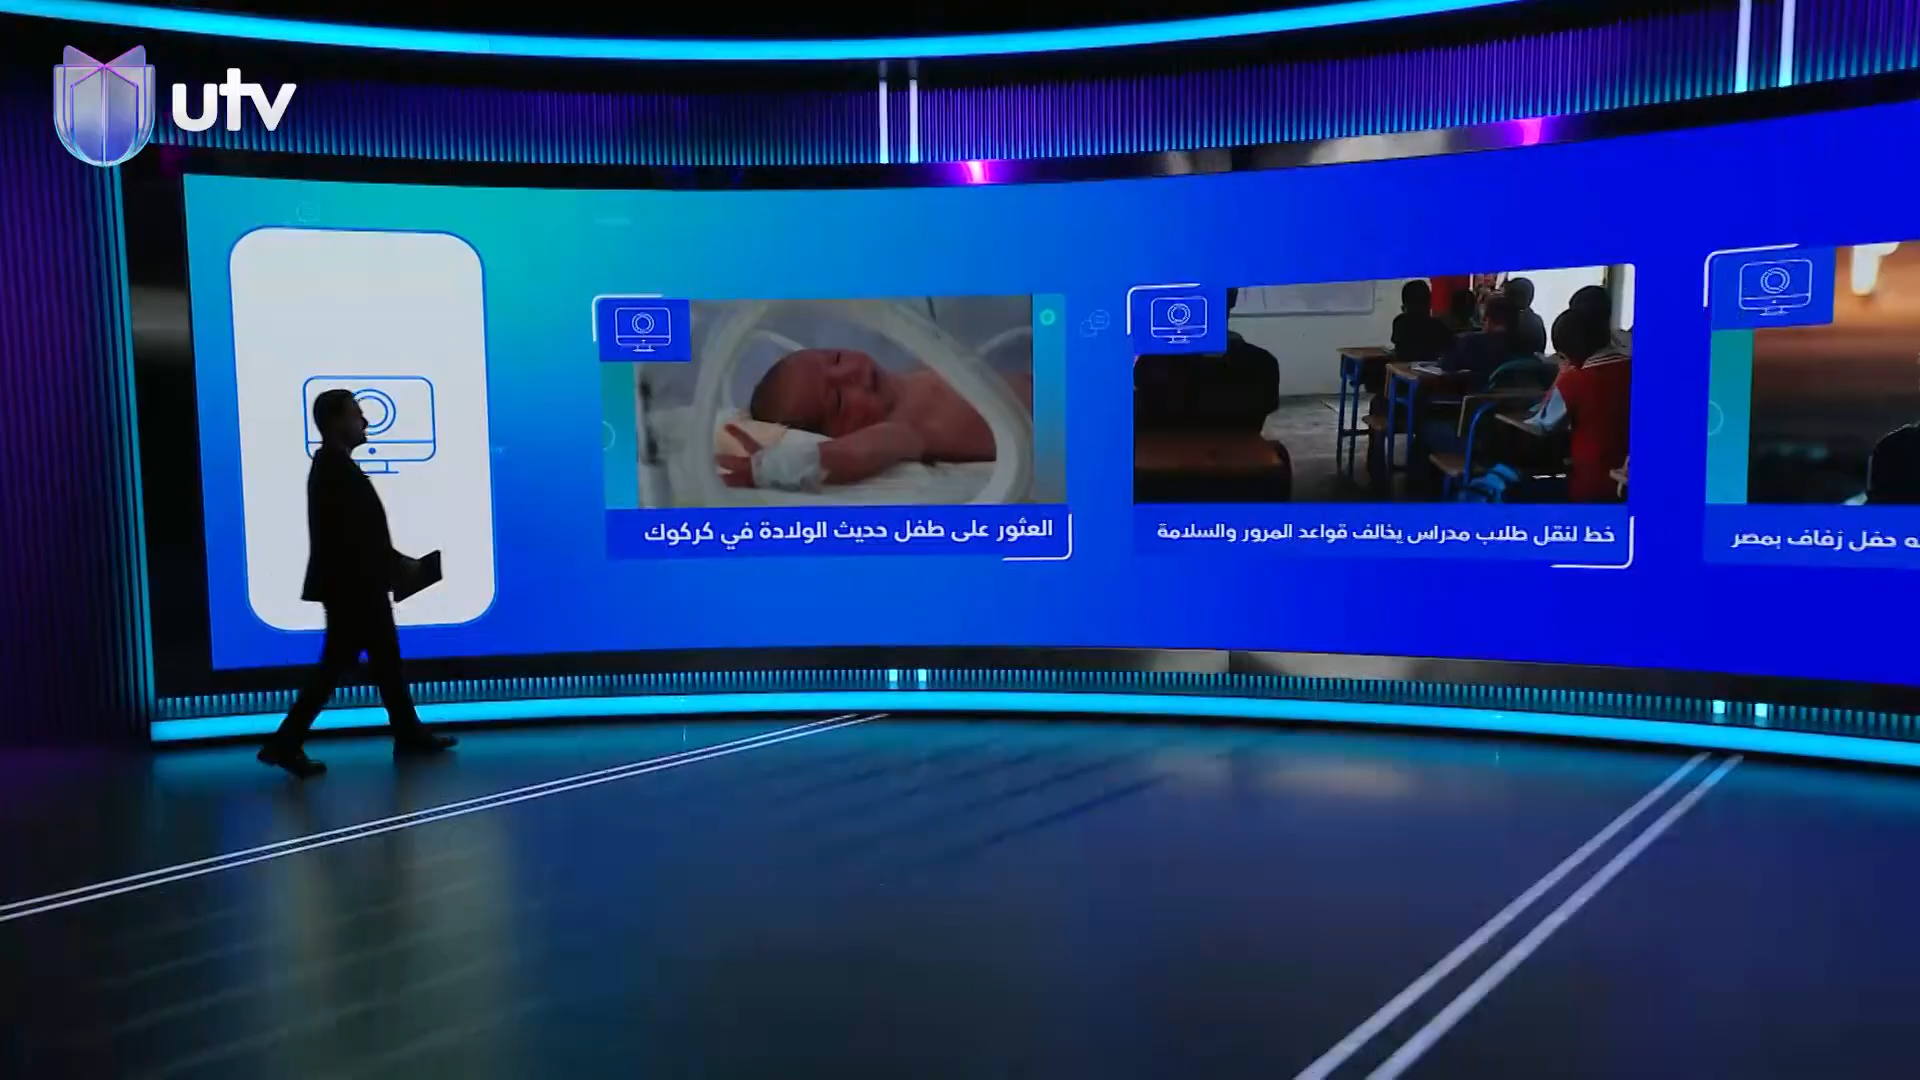 utv
العثور على طفل حديث الولادة في كركوك
خط لنقل طلاب مدارس يخالف قواعد المرور والسلامة
حفل زفاف بمصر